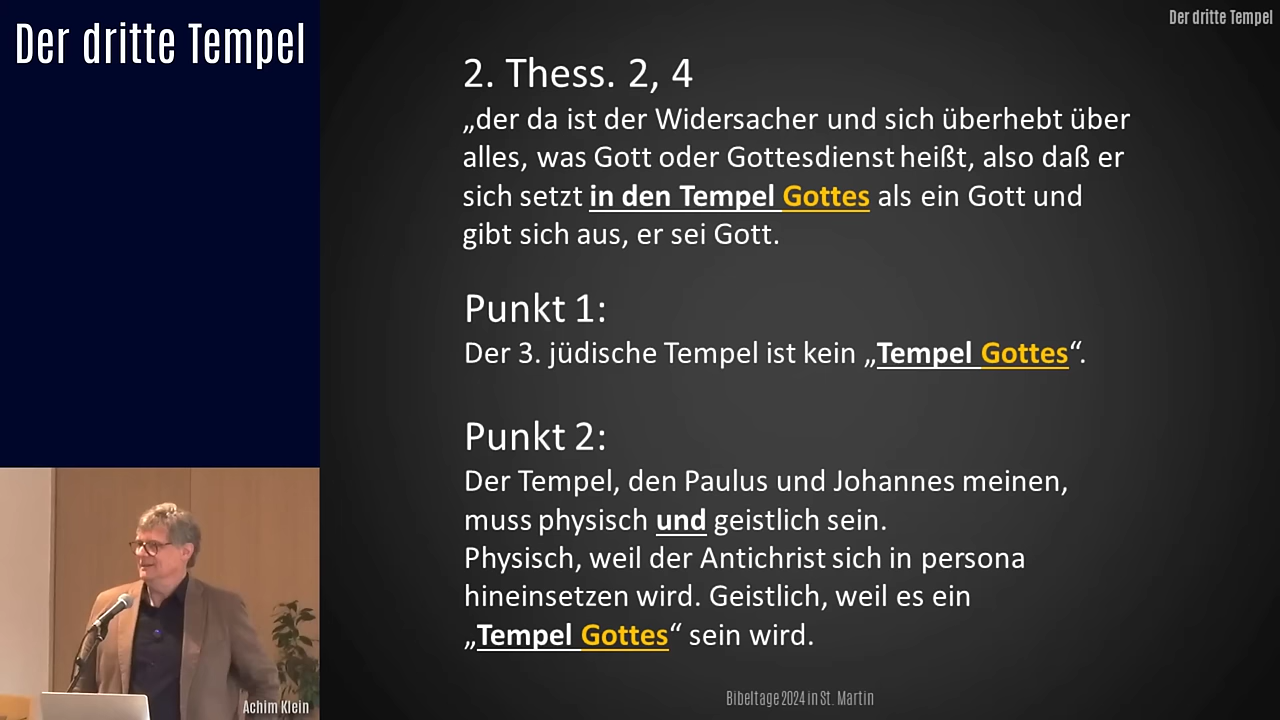 Der dritte Tempel
Der dritte Tempel
2. Thess. 2, 4
„der da ist der Widersacher und sich überhebt über
alles, was Gott oder Gottesdienst heißt, also daß er
sich setzt in den Tempel Gottes als ein Gott und
gibt sich aus, er sei Gott.
Punkt 1:
Der 3. jüdische Tempel ist kein „Tempel Gottes“.
Punkt 2:
Der Tempel, den Paulus und Johannes meinen,
muss physisch und geistlich sein.
Physisch, weil der Antichrist sich in persona
hineinsetzen wird. Geistlich, weil es ein
„Tempel Gottes“ sein wird.
Achim Klein
Bibeltage 2024 in St. Martin